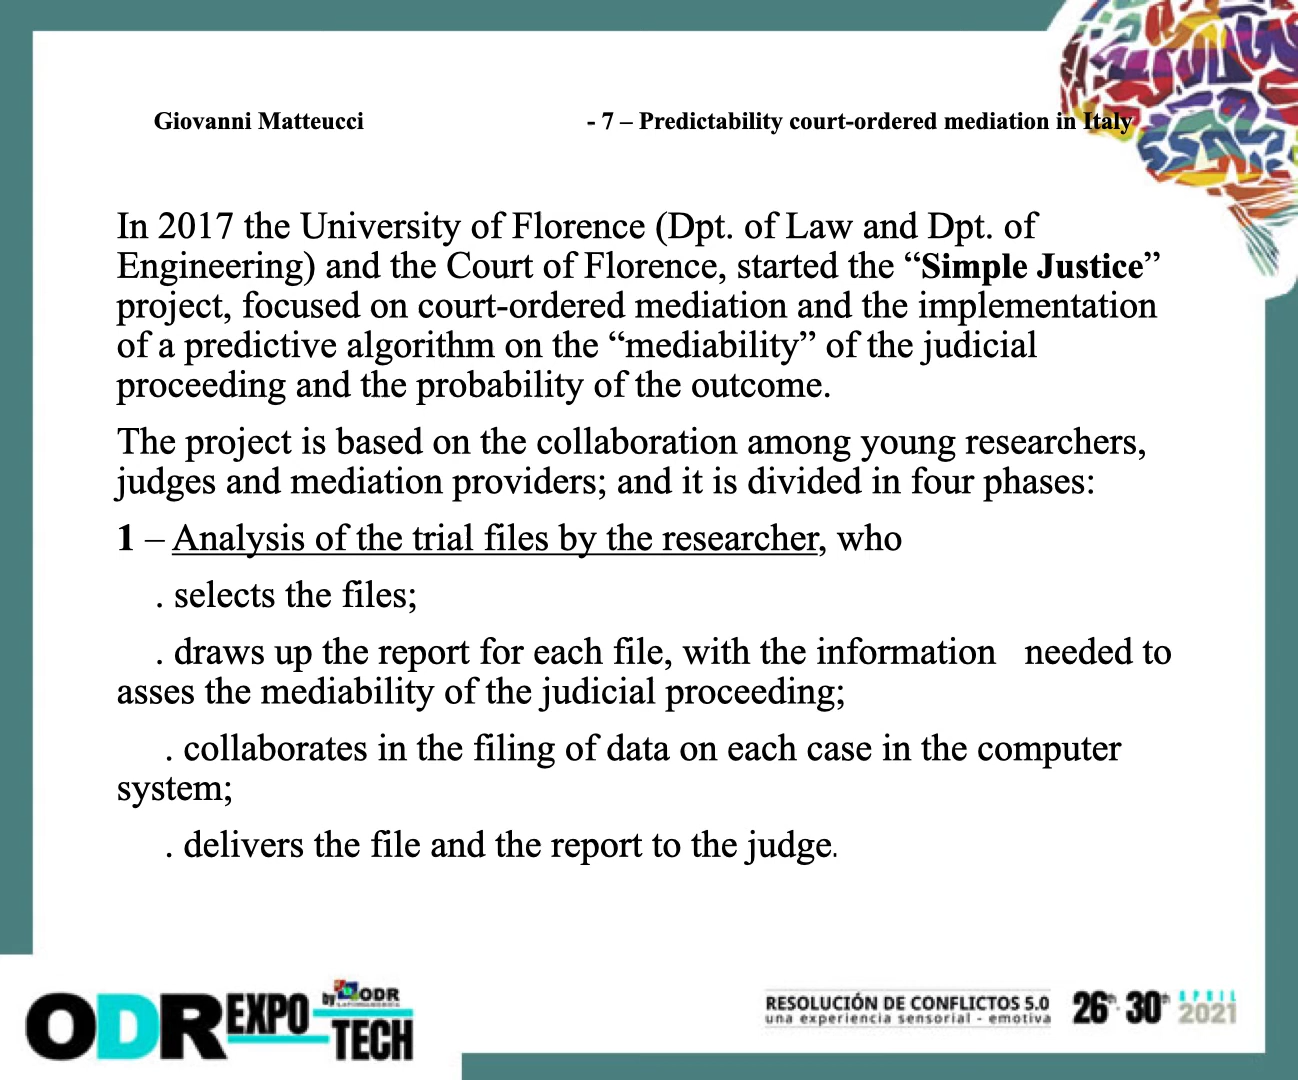 Giovanni Matteucci - 7 – Predictability court-ordered mediation in Italy
In 2017 the University of Florence (Dpt. of Law and Dpt. of
Engineering) and the Court of Florence, started the “Simple Justice”
project, focused on court-ordered mediation and the implementation
of a predictive algorithm on the “mediability” of the judicial
proceeding and the probability of the outcome.
The project is based on the collaboration among young researchers,
judges and mediation providers; and it is divided in four phases:
1 – Analysis of the trial files by the researcher, who
. selects the files;
. draws up the report for each file, with the information needed to
asses the mediability of the judicial proceeding;
. collaborates in the filing of data on each case in the computer
system;
. delivers the file and the report to the judge.
ODR EXPO TECH by ODR
RESOLUCIÓN DE CONFLICTOS 5.0
una experiencia sensorial - emotiva
26th 30th APRIL 2021